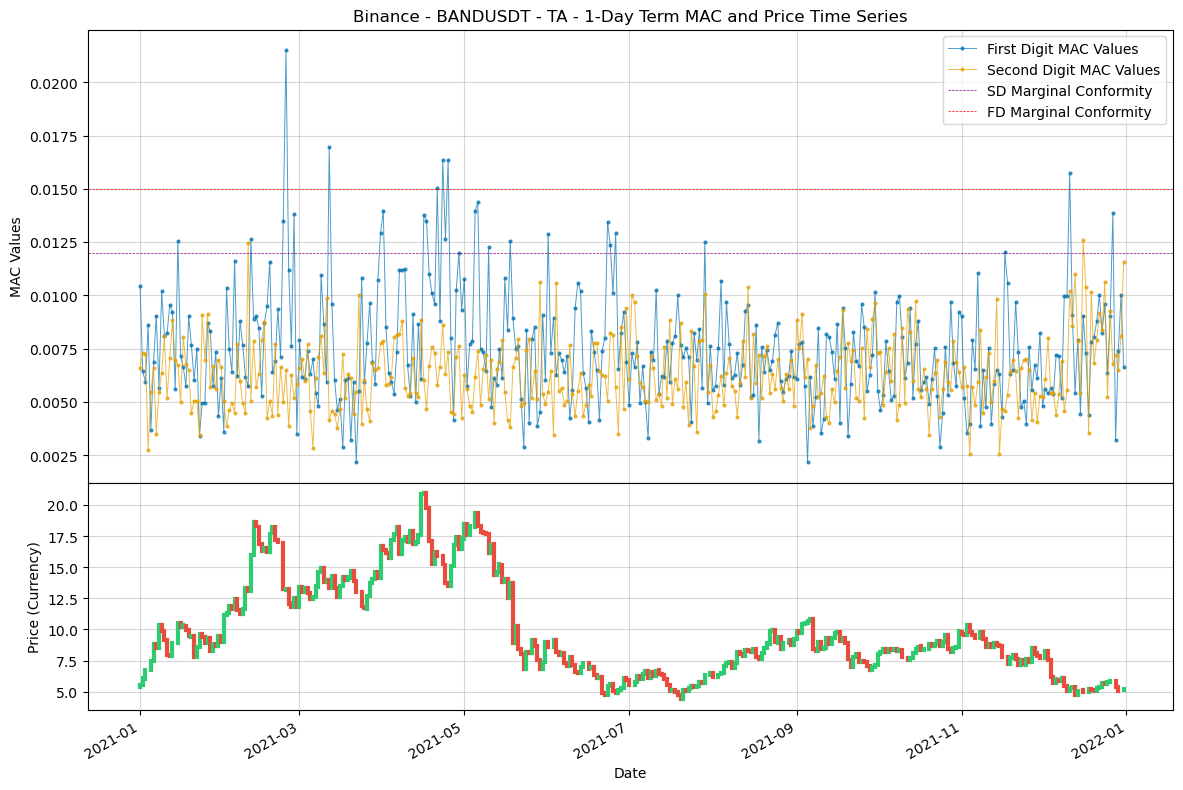 Binance - BANDUSDT - TA - 1-Day Term MAC and Price Time Series
First Digit MAC Values
Second Digit MAC Values
SD Marginal Conformity
FD Marginal Conformity
MAC Values
0.0200
0.0175
0.0150
0.0125
0.0100
0.0075
0.0050
0.0025
Price (Currency)
20.0
17.5
15.0
12.5
10.0
7.5
5.0
2021-01
2021-03
2021-05
2021-07
2021-09
2021-11
2022-01
Date